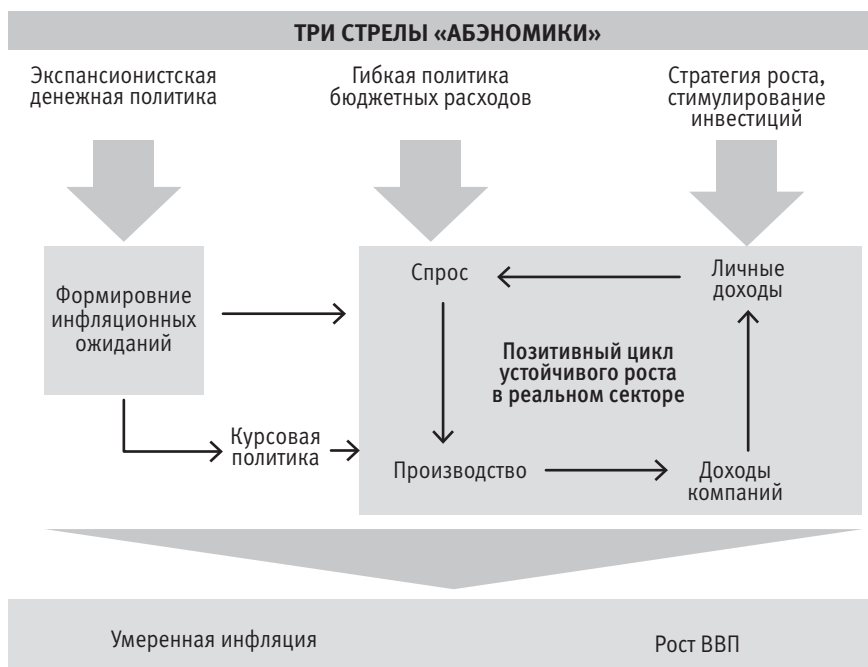 ТРИ СТРЕЛЫ «АБЭНОМИКИ»
Экспансионистская
денежная политика
Гибкая политика
бюджетных расходов
Стратегия роста,
стимулирование
инвестиций
Формировние
инфляционных
ожиданий
Спрос
Личные
доходы
Позитивный цикл
устойчивого роста
в реальном секторе
Курсовая
политика
Производство
Доходы
компаний
Умеренная инфляция
Рост ВВП